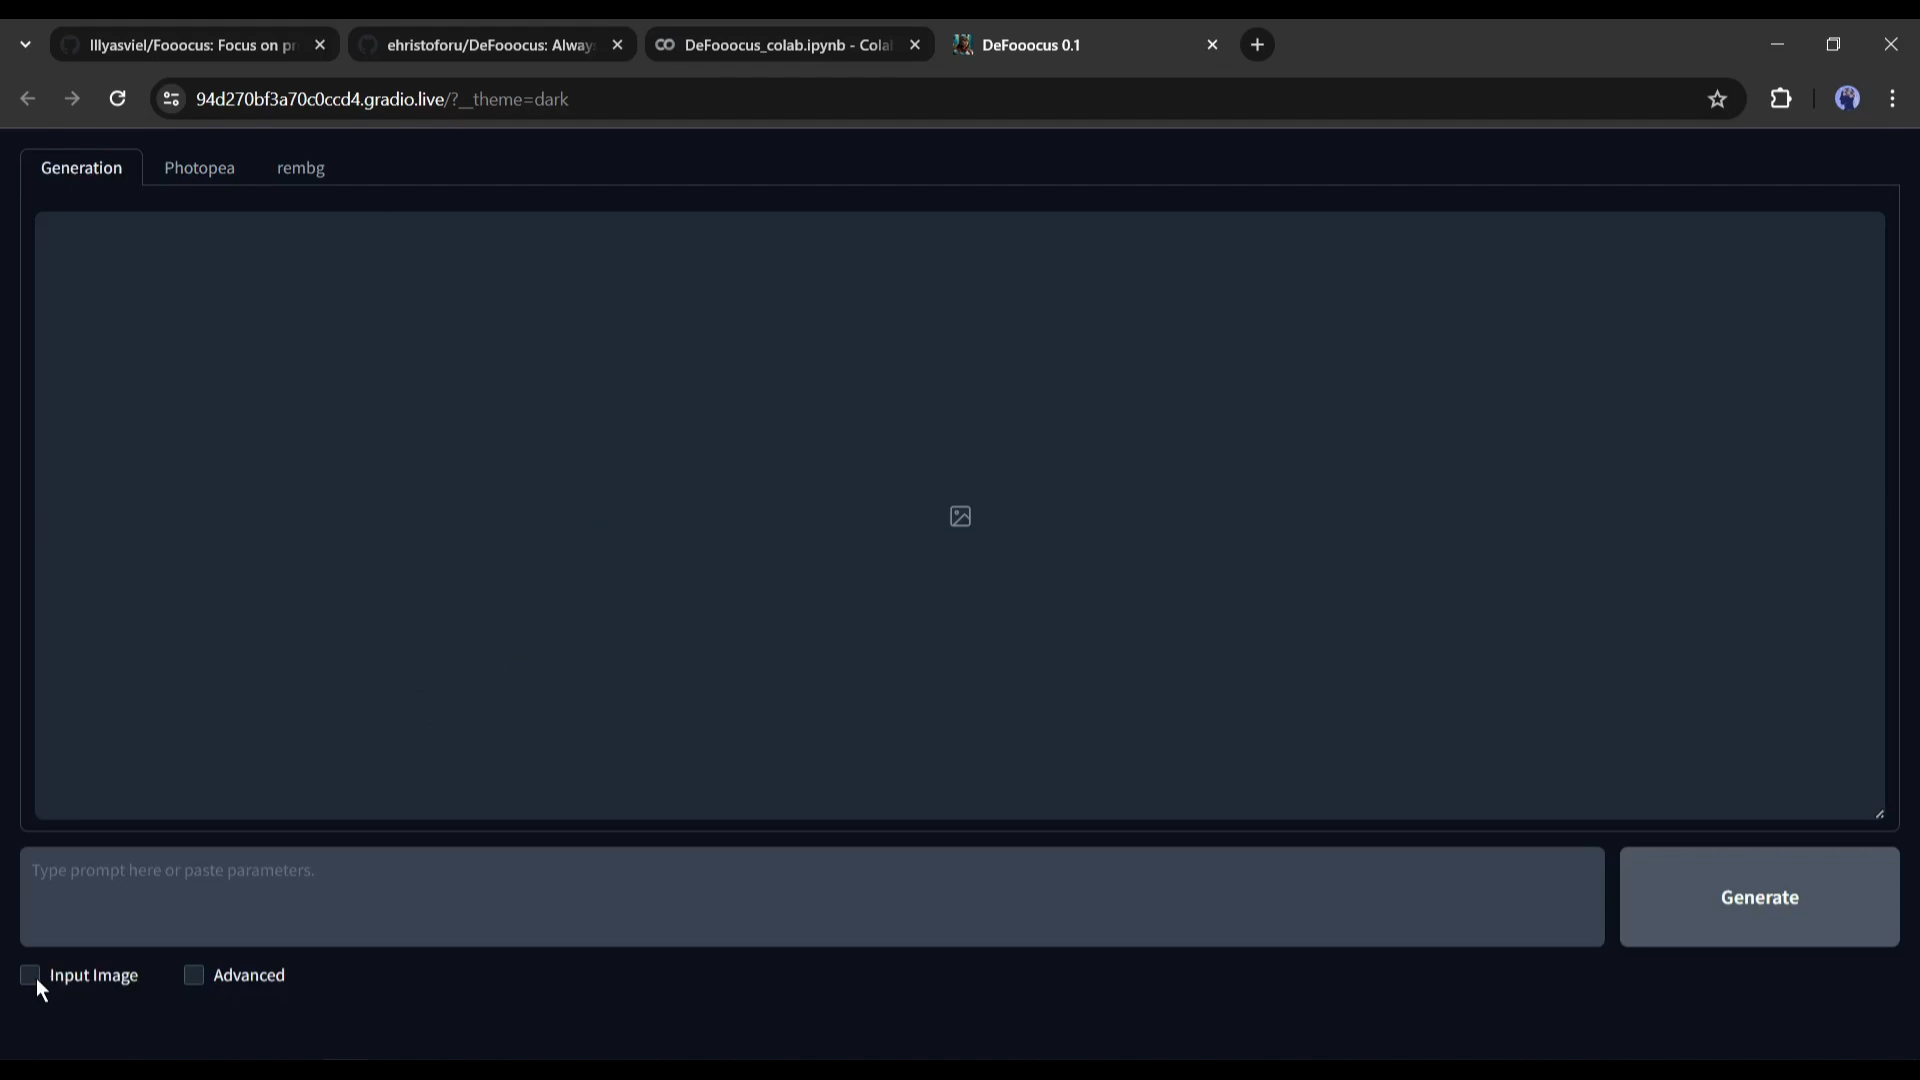 lllyasviel/Fooocus: Focus on pr
ehristoforu/DeFooocus: Alway
DeFooocus_colab.ipynb - Cola
DeFooocus 0.1
94d270bf3a70c0ccd4.gradio.live/?__theme=dark
Generation
Photopea
rembg
Type prompt here or paste parameters.
Generate
Input Image
Advanced